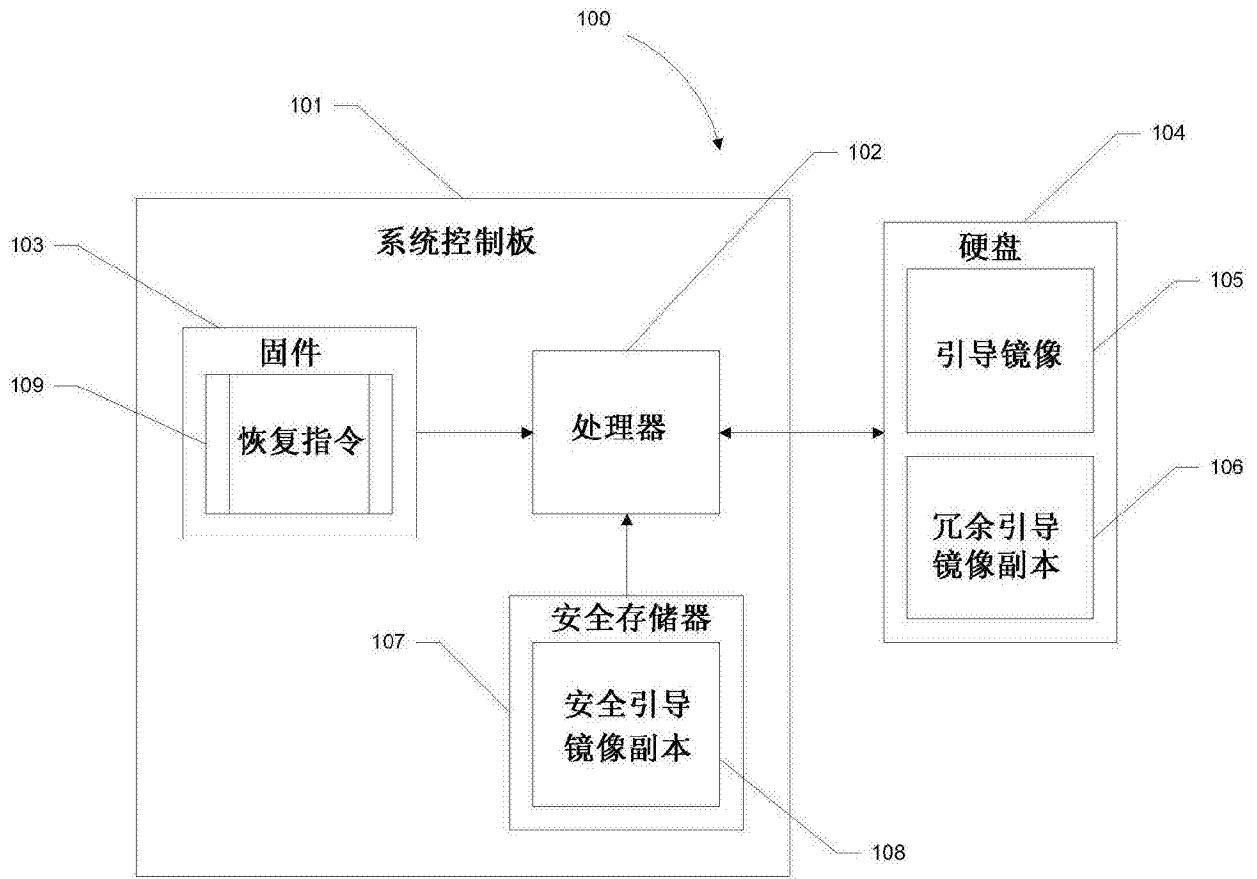 100
101
102
104
系统控制板
103
硬盘
105
固件
引导镜像
109
恢复指令
处理器
106
冗余引导
镜像副本
安全存储器
107
安全引导
镜像副本
108